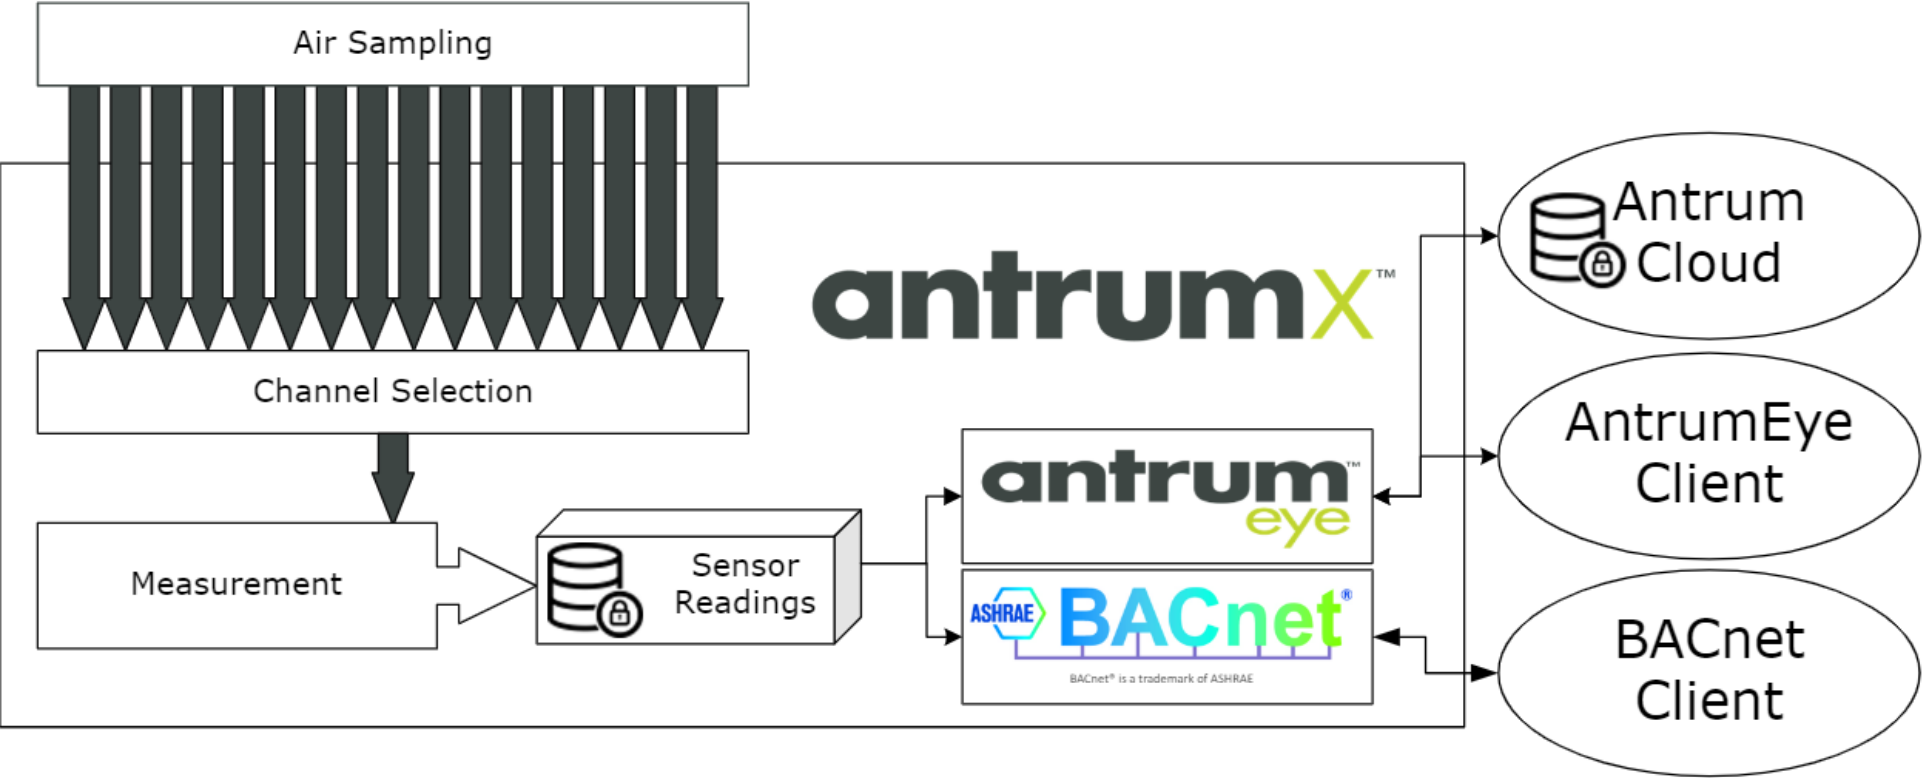 Air Sampling
antrumx™
Antrum
Cloud
Channel Selection
AntrumEye
Client
antrum™
eye
Measurement
Sensor
Readings
ASHRAE BACnet®
BACnet® is a trademark of ASHRAE
BACnet
Client